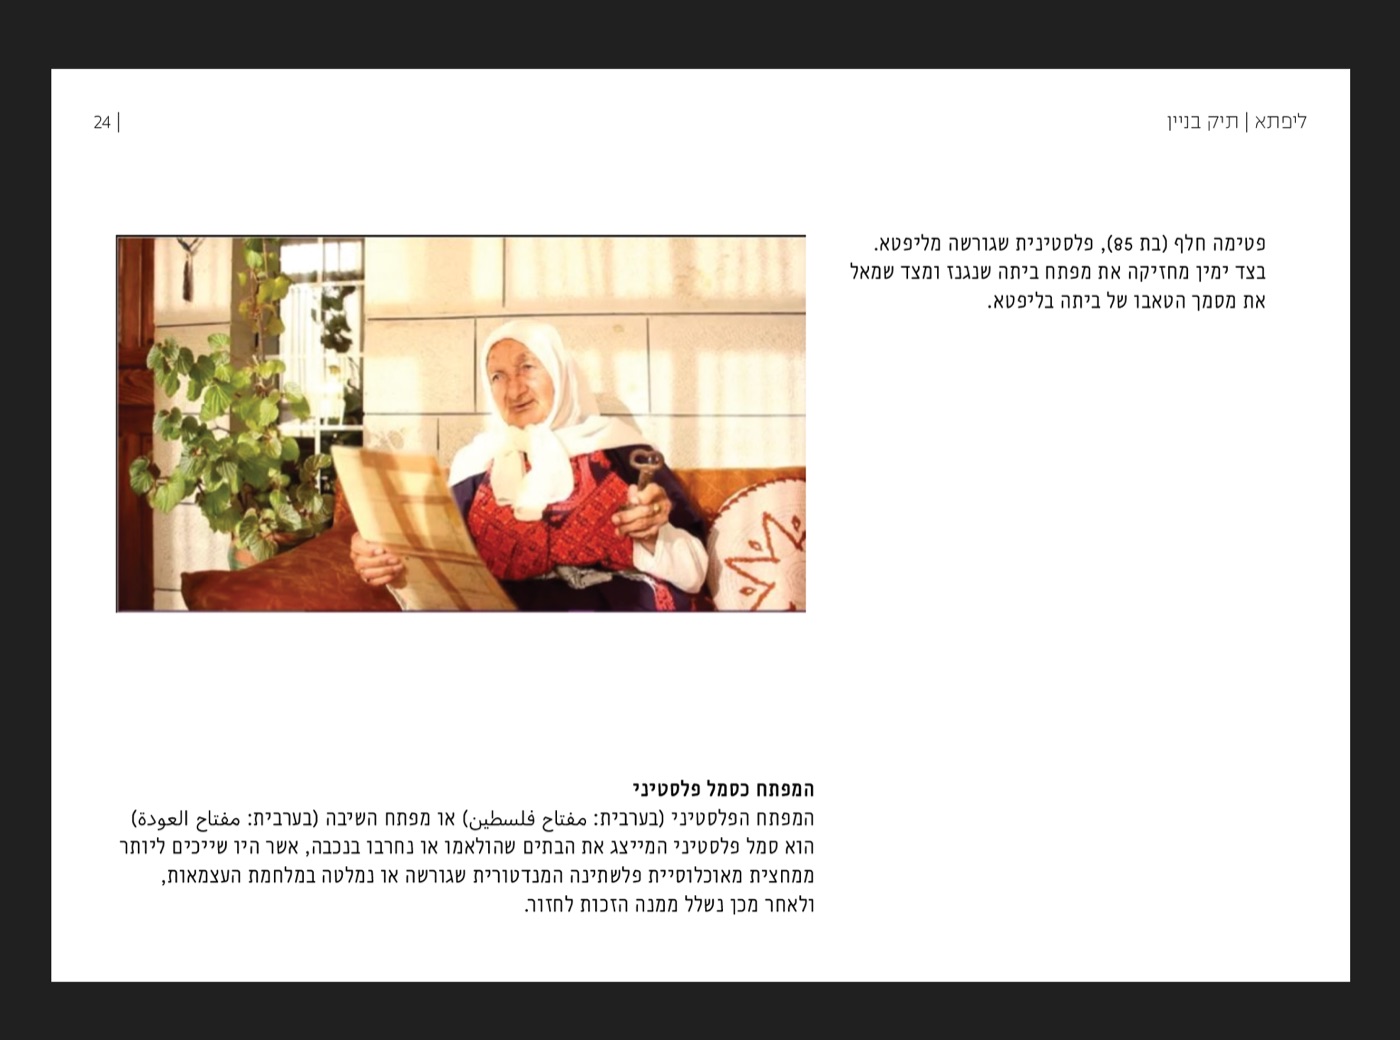 ליפתא | תיק בניין
24 |
פטימה חלף (בת 85), פלסטינית שגורשה מליפטא.
בצד ימין מחזיקה את מפתח ביתה שנגנז ומצד שמאל
את מסמך הטאבו של ביתה בליפטא.
המפתח כסמל פלסטיני
המפתח הפלסטיני (בערבית: مفتاح فلسطين) או מפתח השיבה (בערבית: مفتاح العودة)
הוא סמל פלסטיני המייצג את הבתים שהולאמו או נחרבו בנכבה, אשר היו שייכים ליותר
ממחצית מאוכלוסיית פלשתינה המנדטורית שגורשה או נמלטה במלחמת העצמאות,
ולאחר מכן נשלל ממנה הזכות לחזור.